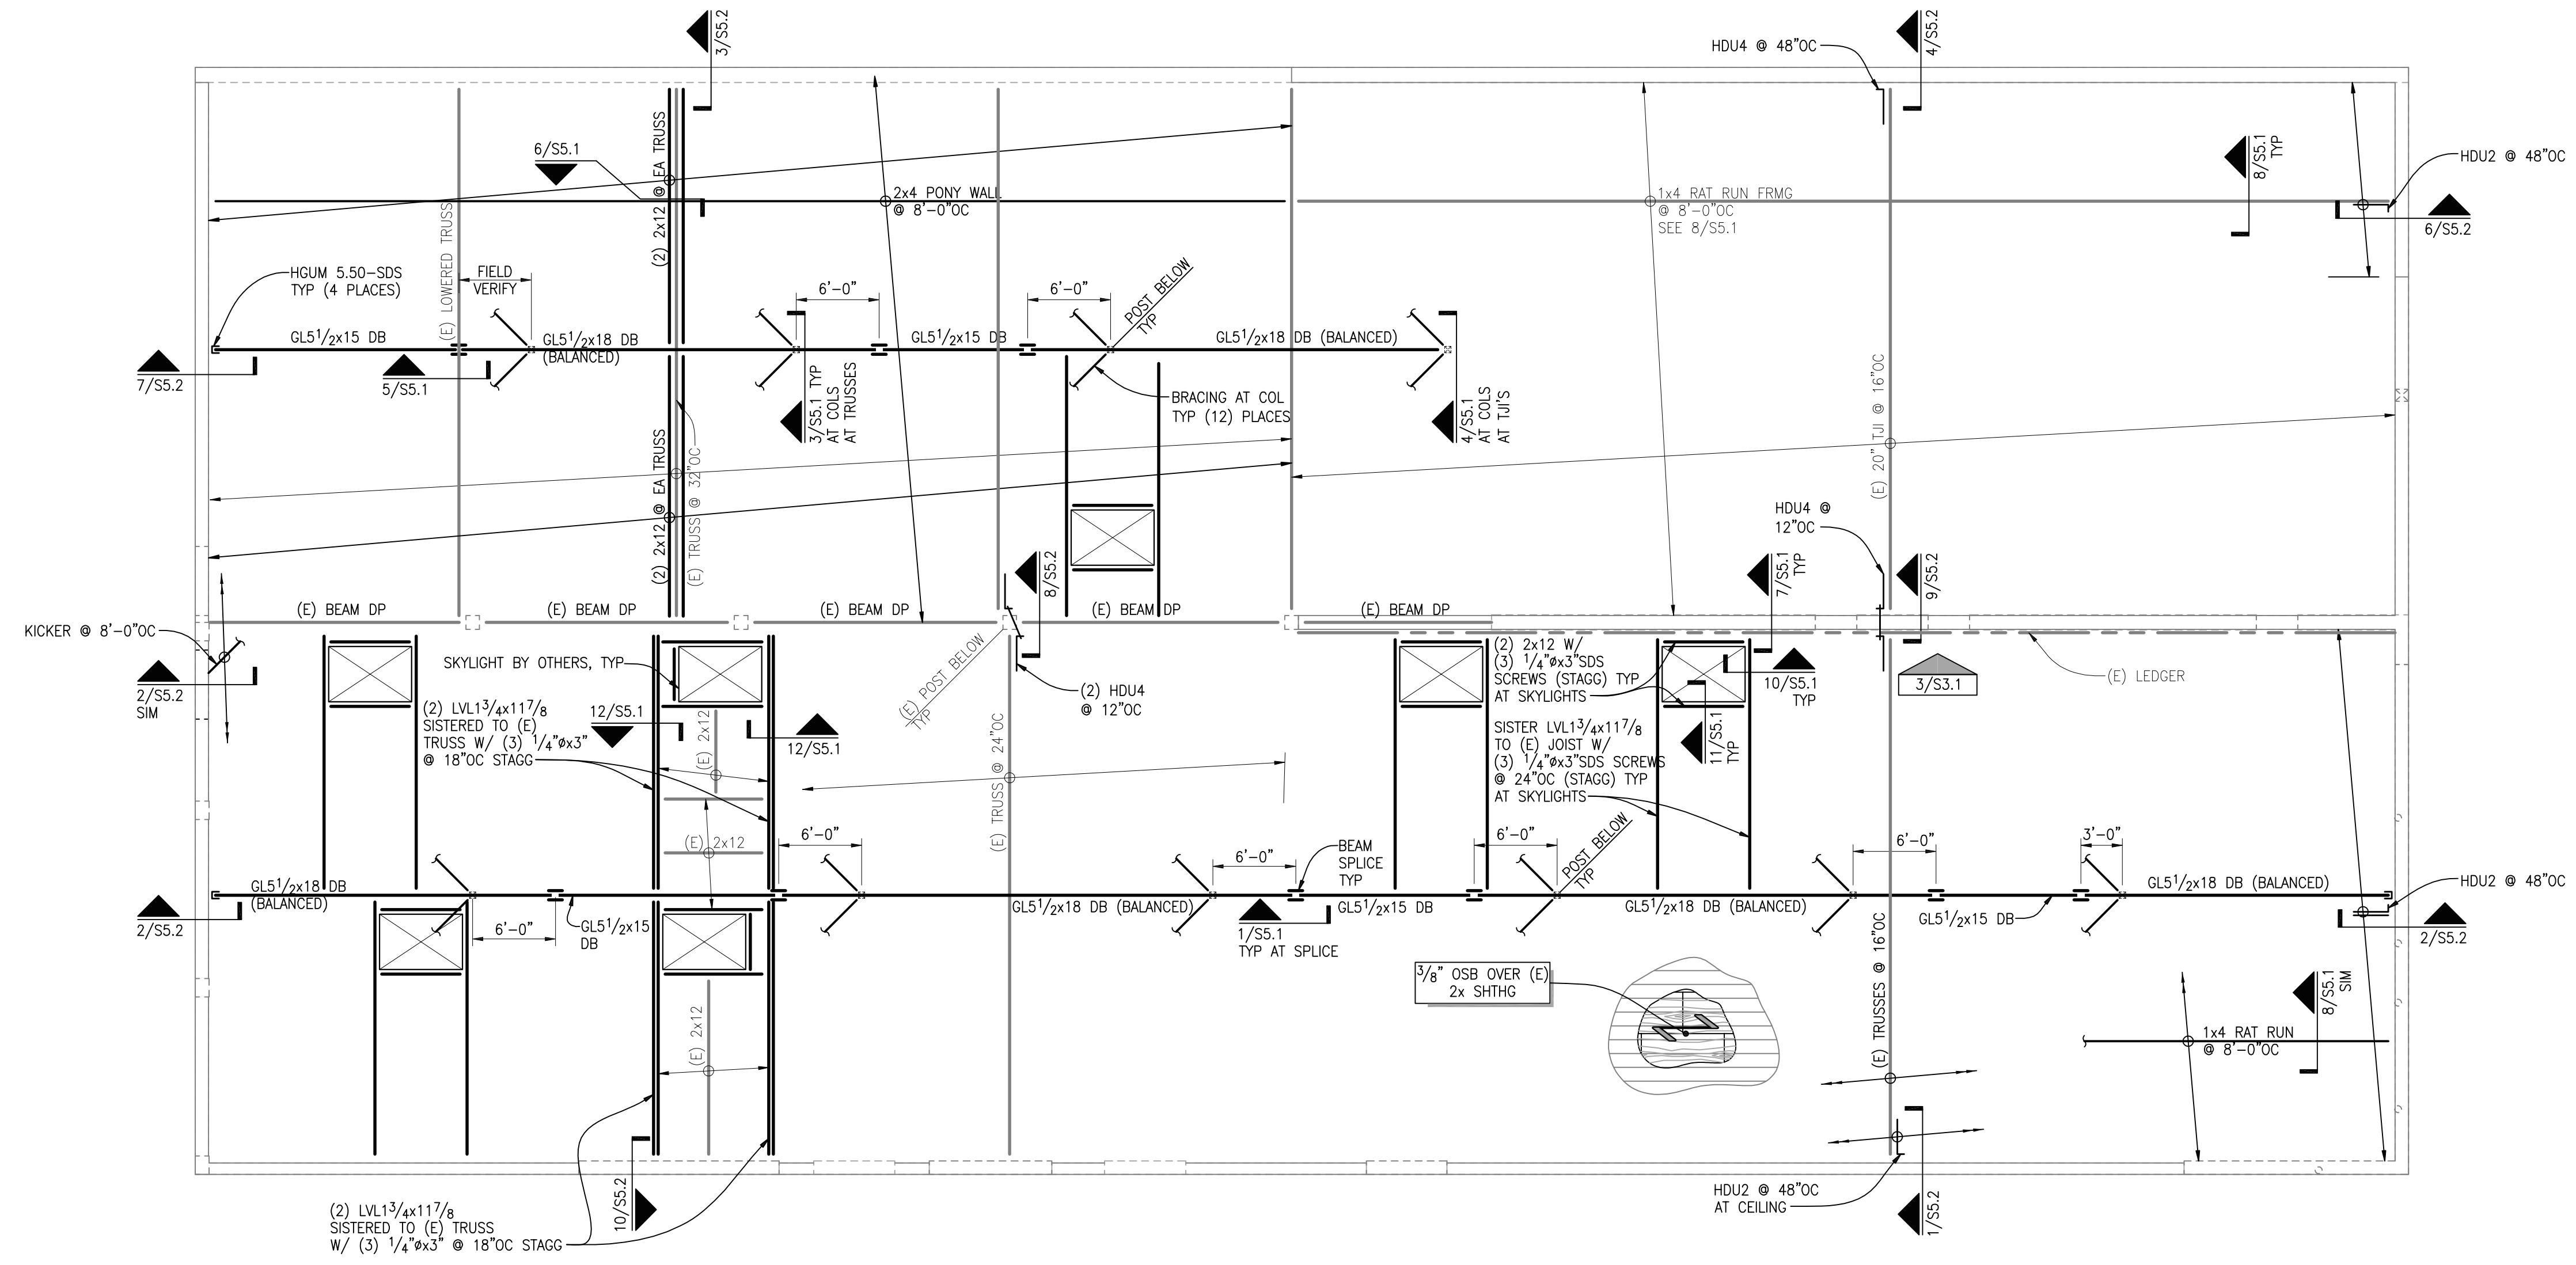 3/S5.2
HDU4 @ 48"OC
4/S5.2
6/S5.1
(2) 2x12 @ EA TRUSS
8/S5.1
TYP
HDU2 @ 48"OC
2x4 PONY WALL
@ 8'-0"OC
1x4 RAT RUN FRMG
@ 8'-0"OC
SEE 8/S5.1
6/S5.2
(E) LOWERED TRUSS
HGUM 5.50-SDS
TYP (4 PLACES)
FIELD
VERIFY
6'-0"
6'-0"
POST BELOW
TYP
GL5 1/2x15 DB
GL5 1/2x18 DB
(BALANCED)
GL5 1/2x15 DB
GL5 1/2x18 DB (BALANCED)
7/S5.2
5/S5.1
3/S5.1 TYP
AT COLS
AT TRUSSES
BRACING AT COL
TYP (12) PLACES
4/S5.1
AT COLS
AT TJI'S
(E) 20" TJI @ 16"OC
(2) 2x12 @ EA TRUSS
(E) TRUSS @ 32"OC
HDU4 @
12"OC
8/S5.2
7/S5.1
TYP
9/S5.2
(E) BEAM DP
(E) BEAM DP
(E) BEAM DP
(E) BEAM DP
(E) BEAM DP
KICKER @ 8'-0"OC
2/S5.2
SIM
SKYLIGHT BY OTHERS, TYP
(E) POST BELOW
TYP
(2) HDU4
@ 12"OC
(2) 2x12 W/
(3) 1/4"øx3"SDS
SCREWS (STAGG) TYP
AT SKYLIGHTS
10/S5.1
TYP
3/S3.1
(E) LEDGER
(2) LVL1 3/4x11 7/8
SISTERED TO (E)
TRUSS W/ (3) 1/4"øx3"
@ 18"OC STAGG
12/S5.1
(E) 2x12
12/S5.1
(E) TRUSS @ 24"OC
SISTER LVL1 3/4x11 7/8
TO (E) JOIST W/
(3) 1/4"øx3"SDS SCREWS
@ 24"OC (STAGG) TYP
AT SKYLIGHTS
11/S5.1
TYP
(E) 2x12
6'-0"
6'-0"
BEAM
SPLICE
TYP
6'-0"
POST BELOW
TYP
6'-0"
3'-0"
GL5 1/2x18 DB
(BALANCED)
GL5 1/2x18 DB (BALANCED)
GL5 1/2x15 DB
GL5 1/2x18 DB (BALANCED)
GL5 1/2x15 DB
GL5 1/2x18 DB (BALANCED)
HDU2 @ 48"OC
2/S5.2
6'-0"
GL5 1/2x15
DB
1/S5.1
TYP AT SPLICE
2/S5.2
3/8" OSB OVER (E)
2x SHTHG
(E) TRUSSES @ 16"OC
8/S5.1
SIM
(E) 2x12
1x4 RAT RUN
@ 8'-0"OC
10/S5.2
HDU2 @ 48"OC
AT CEILING
1/S5.2
(2) LVL1 3/4x11 7/8
SISTERED TO (E) TRUSS
W/ (3) 1/4"øx3" @ 18"OC STAGG